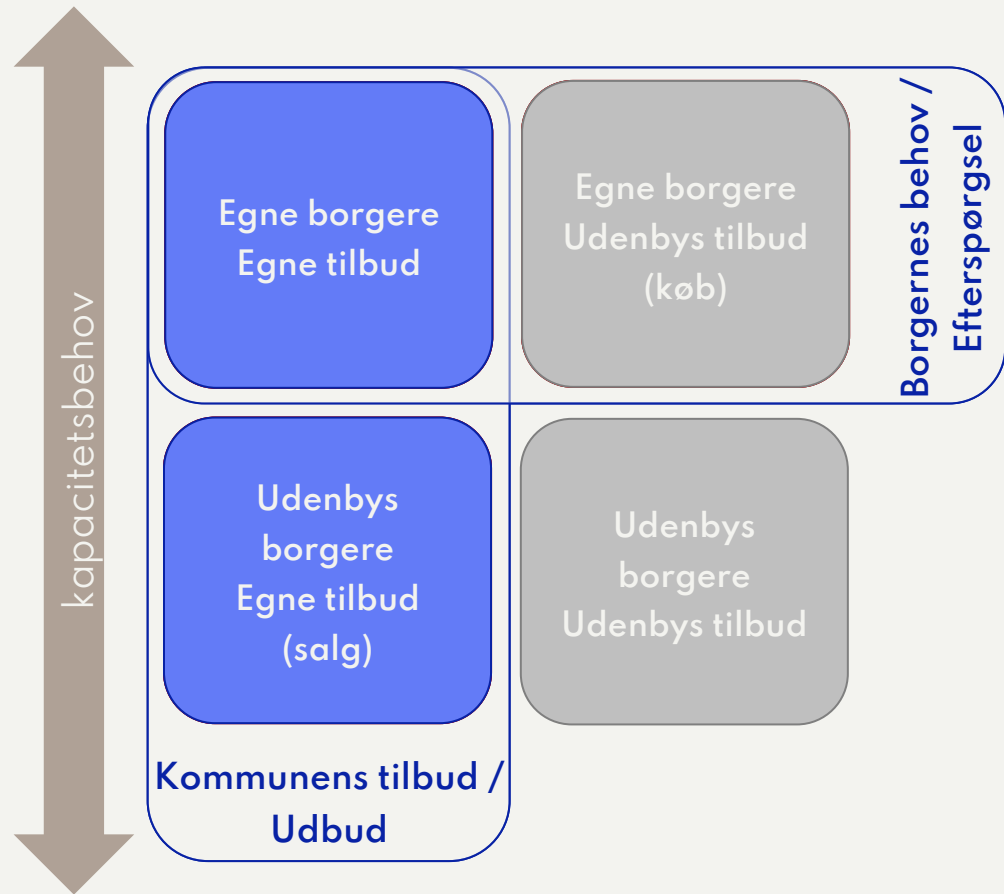 kapacitetsbehov
Egne borgere
Egne tilbud
Egne borgere
Udenbys tilbud
(køb)
Borgernes behov /
Efterspørgsel
Udenbys
borgere
Egne tilbud
(salg)
Udenbys
borgere
Udenbys tilbud
Kommunens tilbud /
Udbud